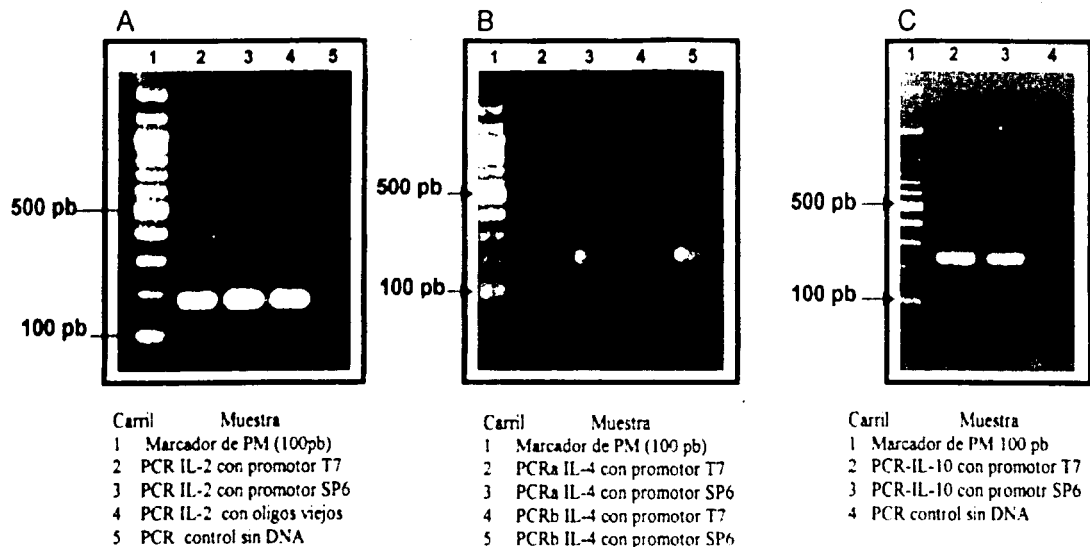 A
1 2 3 4 5
500 pb
100 pb
Carril Muestra
1 Marcador de PM (100pb)
2 PCR IL-2 con promotor T7
3 PCR IL-2 con promotor SP6
4 PCR IL-2 con oligos viejos
5 PCR control sin DNA
B
1 2 3 4 5
500 pb
100 pb
Carril Muestra
1 Marcador de PM (100 pb)
2 PCRa IL-4 con promotor T7
3 PCRa IL-4 con promotor SP6
4 PCRb IL-4 con promotor T7
5 PCRb IL-4 con promotor SP6
C
1 2 3 4
500 pb
100 pb
Carril Muestra
1 Marcador de PM 100 pb
2 PCR-IL-10 con promotor T7
3 PCR-IL-10 con promotr SP6
4 PCR control sin DNA